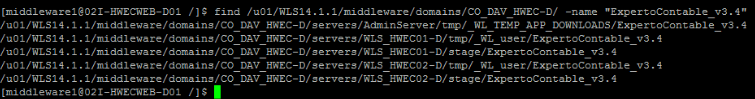 [middleware1@02I-HWECWEB-D01 /]$ find /u01/WLS14.1.1/middleware/domains/CO_DAV_HWEC-D/ -name "ExpertoContable_v3.4"
/u01/WLS14.1.1/middleware/domains/CO_DAV_HWEC-D/servers/AdminServer/tmp/_WL_TEMP_APP_DOWNLOADS/ExpertoContable_v3.4
/u01/WLS14.1.1/middleware/domains/CO_DAV_HWEC-D/servers/WLS_HWEC01-D/tmp/_WL_user/ExpertoContable_v3.4
/u01/WLS14.1.1/middleware/domains/CO_DAV_HWEC-D/servers/WLS_HWEC01-D/stage/ExpertoContable_v3.4
/u01/WLS14.1.1/middleware/domains/CO_DAV_HWEC-D/servers/WLS_HWEC02-D/tmp/_WL_user/ExpertoContable_v3.4
/u01/WLS14.1.1/middleware/domains/CO_DAV_HWEC-D/servers/WLS_HWEC02-D/stage/ExpertoContable_v3.4
[middleware1@02I-HWECWEB-D01 /]$